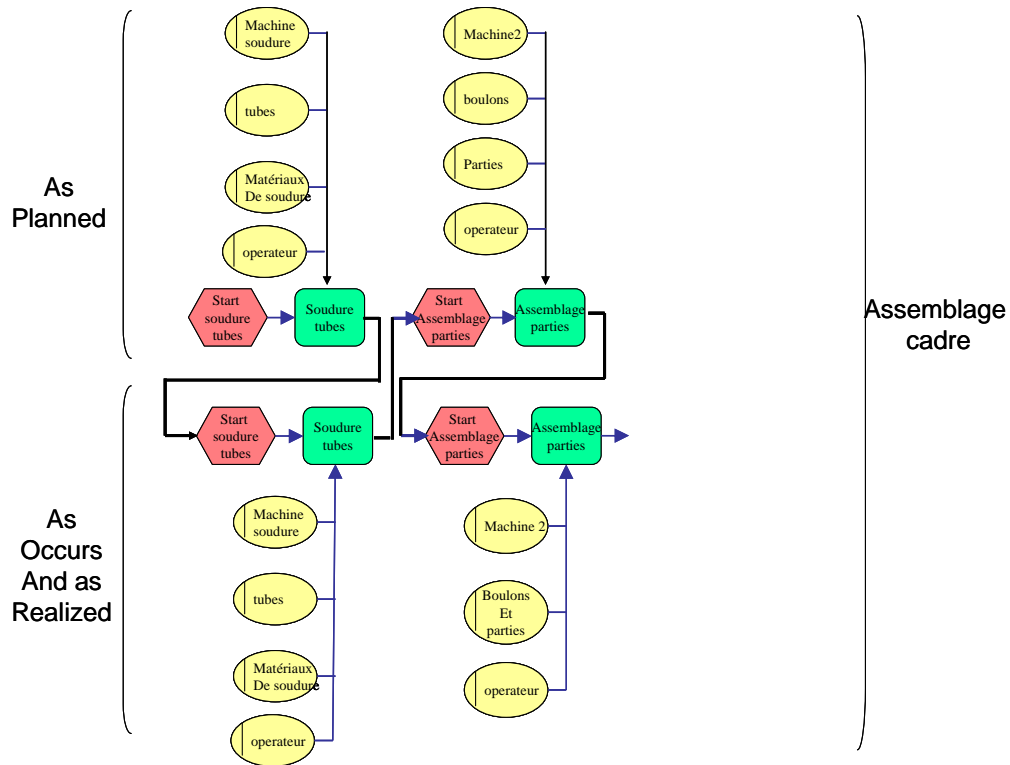 Machine
soudure
tubes
Matériaux
De soudure
operateur
Machine2
boulons
Parties
operateur
As
Planned
Start
soudure
tubes
Soudure
tubes
Start
Assemblage
parties
Assemblage
parties
Assemblage
cadre
Start
soudure
tubes
Soudure
tubes
Start
Assemblage
parties
Assemblage
parties
As
Occurs
And as
Realized
Machine
soudure
tubes
Matériaux
De soudure
operateur
Machine 2
Boulons
Et
parties
operateur